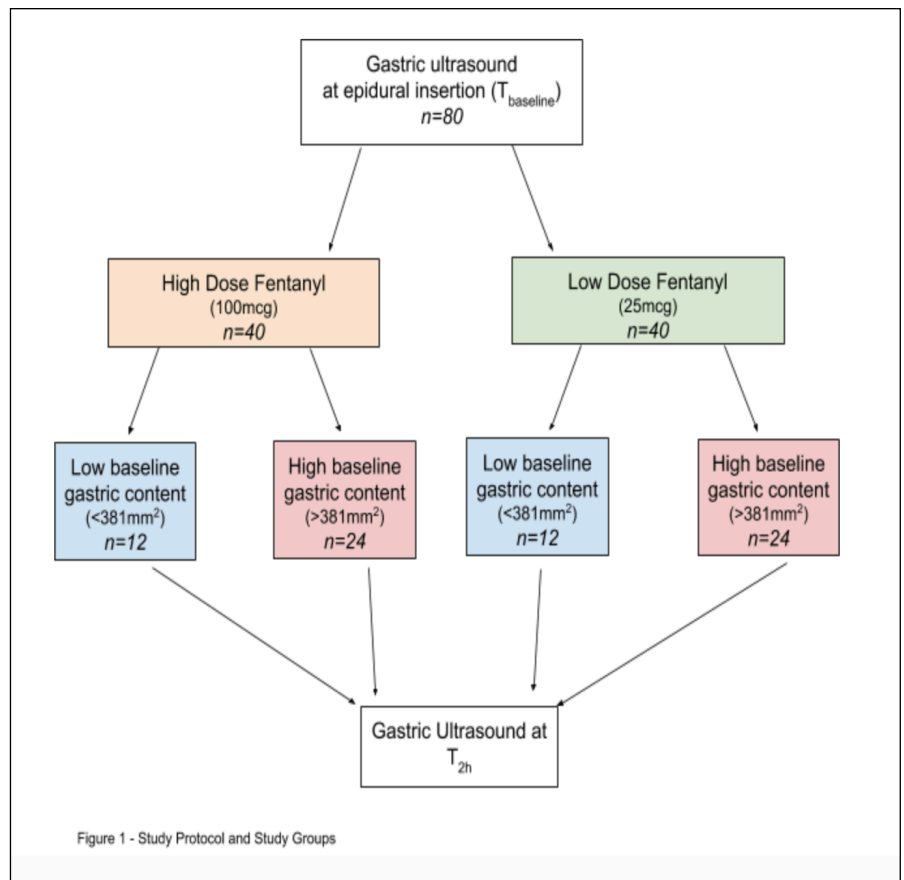 Gastric ultrasound
at epidural insertion (T_baseline)
n=80
High Dose Fentanyl
(100mcg)
n=40
Low Dose Fentanyl
(25mcg)
n=40
Low baseline
gastric content
(<381mm²)
n=12
High baseline
gastric content
(>381mm²)
n=24
Low baseline
gastric content
(<381mm²)
n=12
High baseline
gastric content
(>381mm²)
n=24
Gastric Ultrasound at
T_2h
Figure 1 - Study Protocol and Study Groups